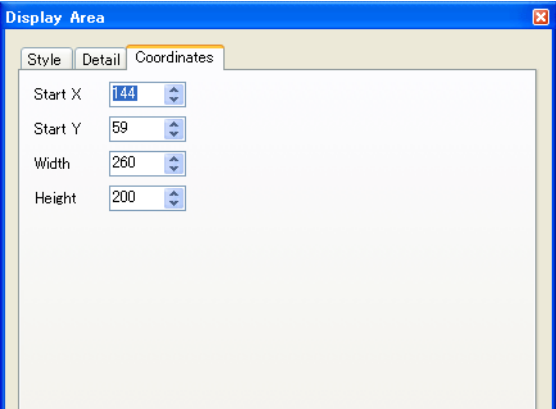 Display Area
Style Detail Coordinates
Start X 144
Start Y 59
Width 260
Height 200